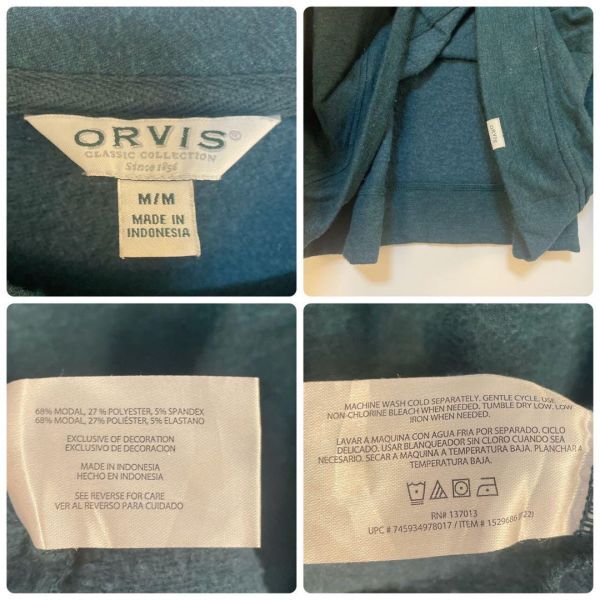 ORVIS®
CLASSIC COLLECTION
Since 1856
M/M
MADE IN
INDONESIA
ORVIS
68% MODAL, 27% POLYESTER, 5% SPANDEX
68% MODAL, 27% POLIÉSTER, 5% ELASTANO
EXCLUSIVE OF DECORATION
EXCLUSIVO DE DECORACION
MADE IN INDONESIA
HECHO EN INDONESIA
SEE REVERSE FOR CARE
VER AL REVERSO PARA CUIDADO
MACHINE WASH COLD SEPARATELY. GENTLE CYCLE. USE
NON-CHLORINE BLEACH WHEN NEEDED. TUMBLE DRY LOW. LOW
IRON WHEN NEEDED.
LAVAR A MAQUINA CON AGUA FRIA POR SEPARADO. CICLO
DELICADO. USAR BLANQUEADOR SIN CLORO CUANDO SEA
NECESARIO. SECAR A MAQUINA A TEMPERATURA BAJA. PLANCHAR A
TEMPERATURA BAJA.
RN# 137013
UPC # 745934978017 / ITEM # 1529686 (F22)